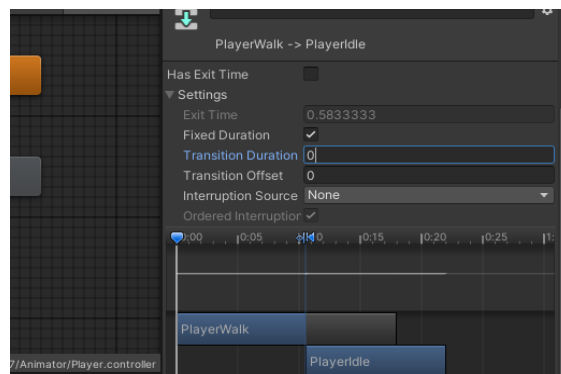 PlayerWalk -> PlayerIdle
Has Exit Time
Settings
Exit Time 0.5833333
Fixed Duration
Transition Duration 0
Transition Offset 0
Interruption Source None
Ordered Interruption
0:00 0:05 0:15 0:20 0:25 1:
PlayerWalk
PlayerIdle
7/Animator/Player.controller